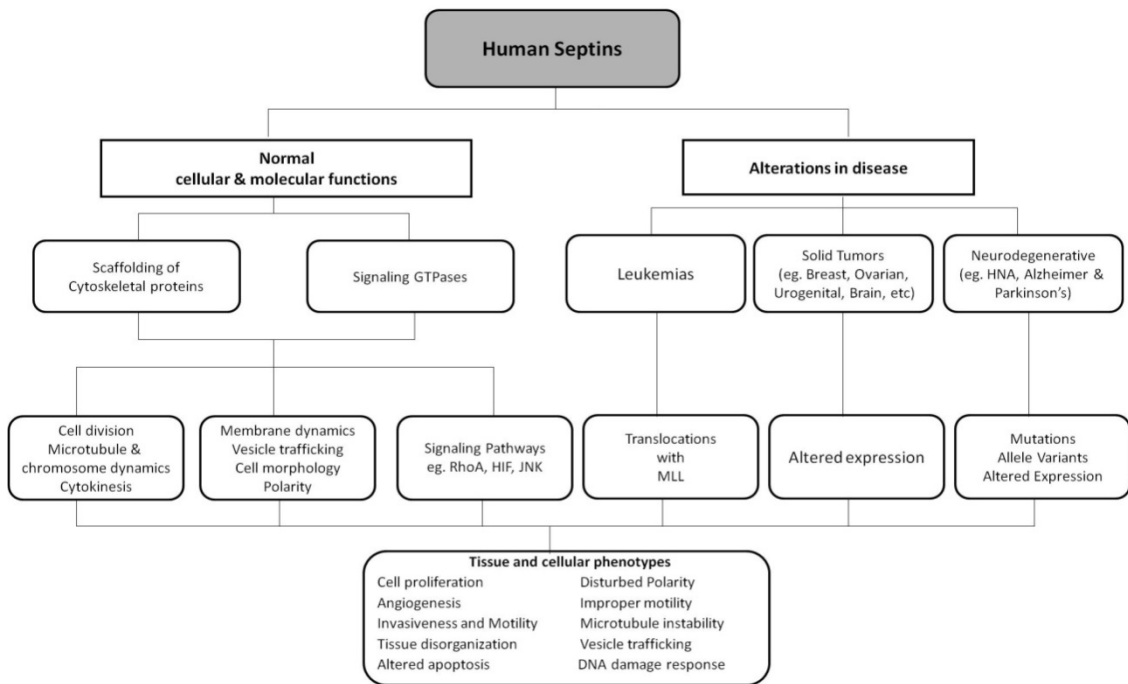 Human Septins
Normal
cellular & molecular functions
Alterations in disease
Scaffolding of
Cytoskeletal proteins
Signaling GTPases
Leukemias
Solid Tumors
(eg. Breast, Ovarian,
Urogenital, Brain, etc)
Neurodegenerative
(eg. HNA, Alzheimer &
Parkinson's)
Cell division
Microtubule &
chromosome dynamics
Cytokinesis
Membrane dynamics
Vesicle trafficking
Cell morphology
Polarity
Signaling Pathways
eg. RhoA, HIF, JNK
Translocations
with
MLL
Altered expression
Mutations
Allele Variants
Altered Expression
Tissue and cellular phenotypes
Cell proliferation
Angiogenesis
Invasiveness and Motility
Tissue disorganization
Altered apoptosis
Disturbed Polarity
Improper motility
Microtubule instability
Vesicle trafficking
DNA damage response